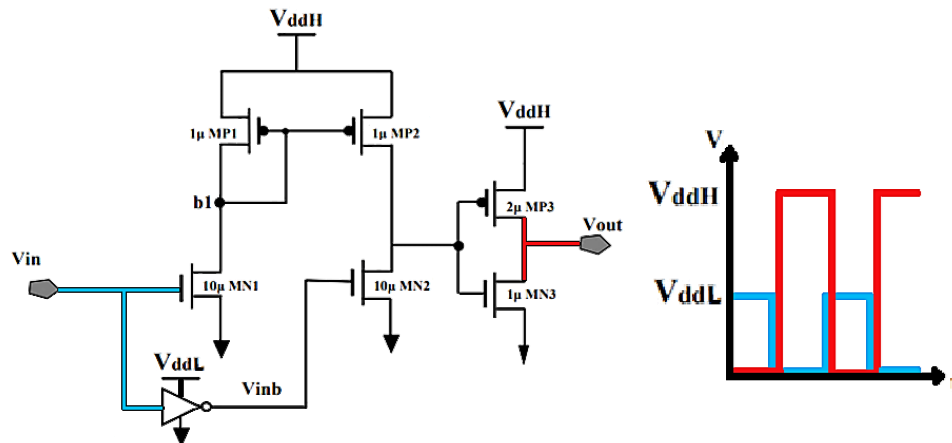 VddH
1μ MP1
1μ MP2
VddH
b1
2μ MP3
Vout
Vin
10μ MN1
10μ MN2
1μ MN3
VddL
Vinb
V
VddH
VddL